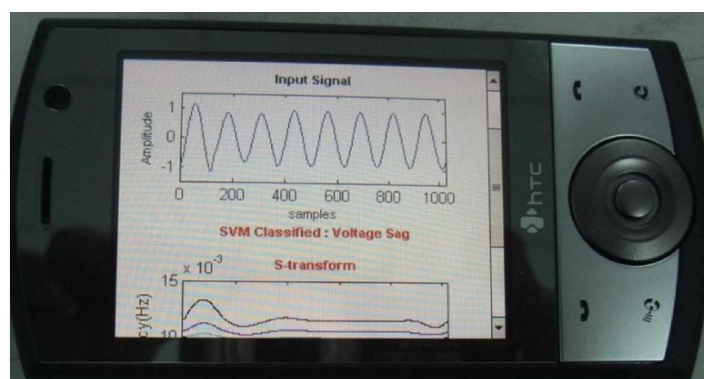 Input Signal
Amplitude
1
0
-1
0 200 400 600 800 1000
samples
SVM Classified : Voltage Sag
S-transform
15 x 10^-3
cy(Hz)
10
hTC